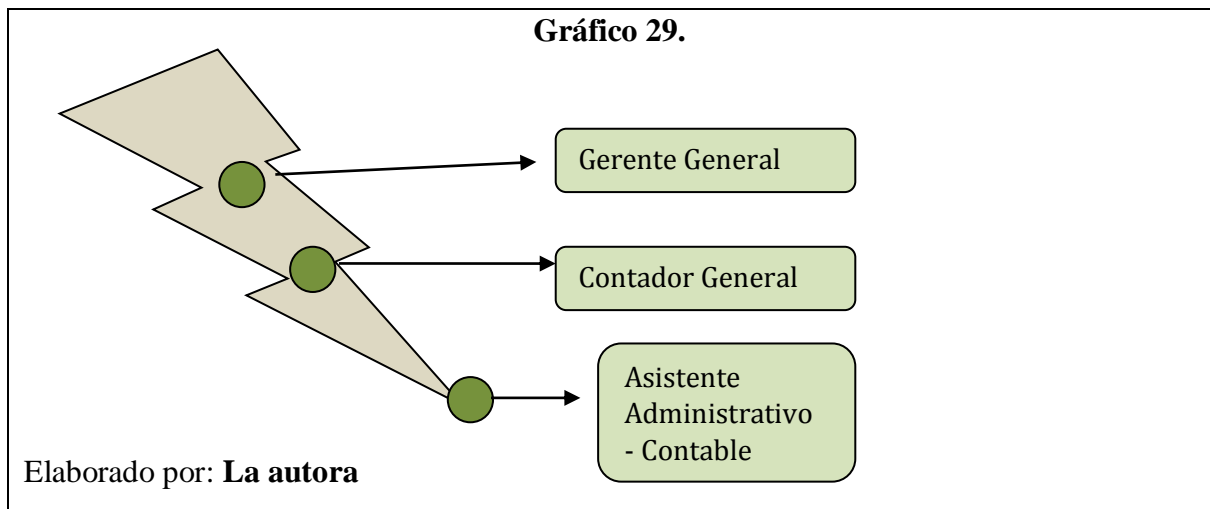 Gráfico 29.
Gerente General
Contador General
Asistente
Administrativo
- Contable
Elaborado por: La autora